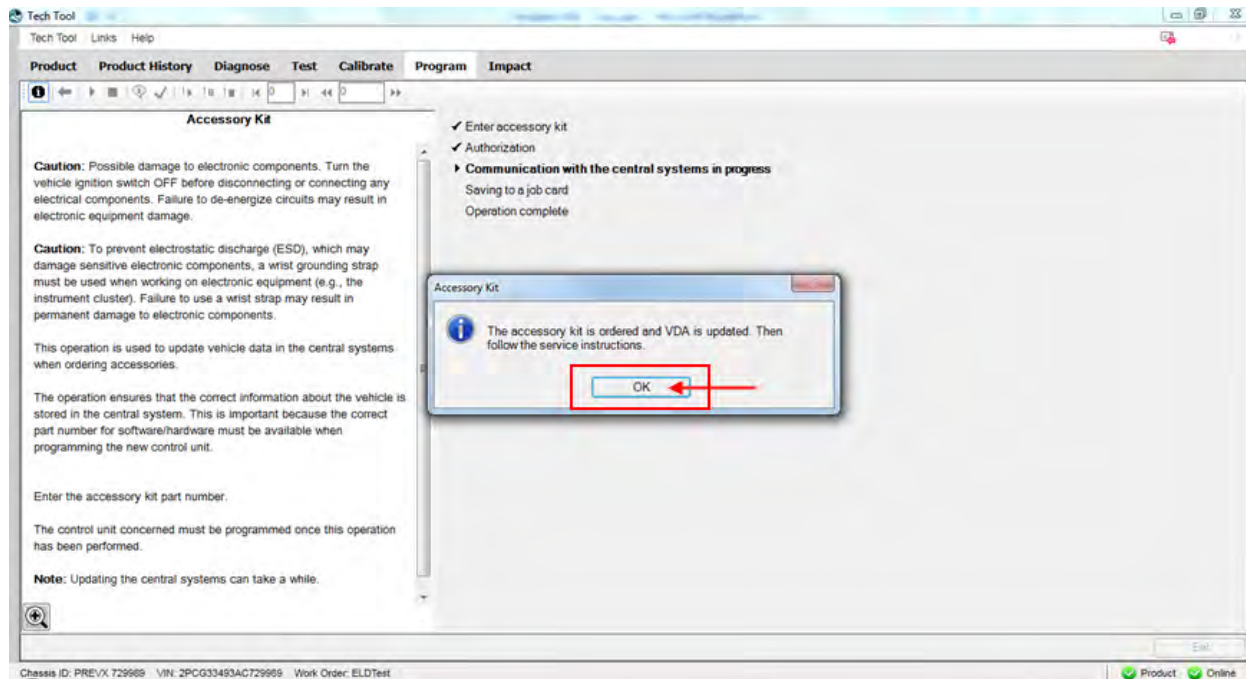 Tech Tool
Tech Tool Links Help
Product Product History Diagnose Test Calibrate Program Impact
0 0
Accessory Kit
Caution: Possible damage to electronic components. Turn the
vehicle ignition switch OFF before disconnecting or connecting any
electrical components. Failure to de-energize circuits may result in
electronic equipment damage.
Caution: To prevent electrostatic discharge (ESD), which may
damage sensitive electronic components, a wrist grounding strap
must be used when working on electronic equipment (e.g., the
instrument cluster). Failure to use a wrist strap may result in
permanent damage to electronic components.
This operation is used to update vehicle data in the central systems
when ordering accessories.
The operation ensures that the correct information about the vehicle is
stored in the central system. This is important because the correct
part number for software/hardware must be available when
programming the new control unit.
Enter the accessory kit part number.
The control unit concerned must be programmed once this operation
has been performed.
Note: Updating the central systems can take a while.
Enter accessory kit
Authorization
Communication with the central systems in progress
Saving to a job card
Operation complete
Accessory Kit
The accessory kit is ordered and VDA is updated. Then
follow the service instructions.
OK
Exit
Chassis ID: PREVX 729989 VIN: 2PCG33493AC729989 Work Order: ELDTest
Product Online